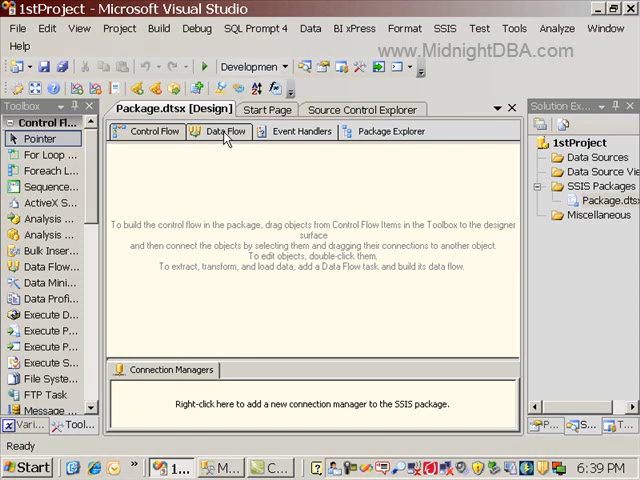 1stProject - Microsoft Visual Studio
File Edit View Project Build Debug SQL Prompt 4 Data BI xPress Format SSIS Test Tools Analyze Window
Help
www.MidnightDBA.com
Developmen
Toolbox
Control Fl...
Pointer
For Loop ...
Foreach L...
Sequence...
ActiveX S...
Analysis ...
Analysis ...
Bulk Inser...
Data Flow...
Data Mini...
Data Profi...
Execute D...
Execute P...
Execute P...
Execute S...
File Syste...
FTP Task
Message ...
Vari...
Tool...
Package.dtsx [Design]
Start Page
Source Control Explorer
Control Flow
Data Flow
Event Handlers
Package Explorer
To build the control flow in the package, drag objects from Control Flow Items in the Toolbox to the designer
surface
and then connect the objects by selecting them and dragging their connections to another object.
To edit objects, double-click them.
To extract, transform, and load data, add a Data Flow task and build its data flow.
Connection Managers
Right-click here to add a new connection manager to the SSIS package.
Solution Ex...
1stProject
Data Sources
Data Source Vie
SSIS Packages
Package.dtsx
Miscellaneous
P...
S...
T...
Ready
Start
»
1...
M...
C...
6:39 PM